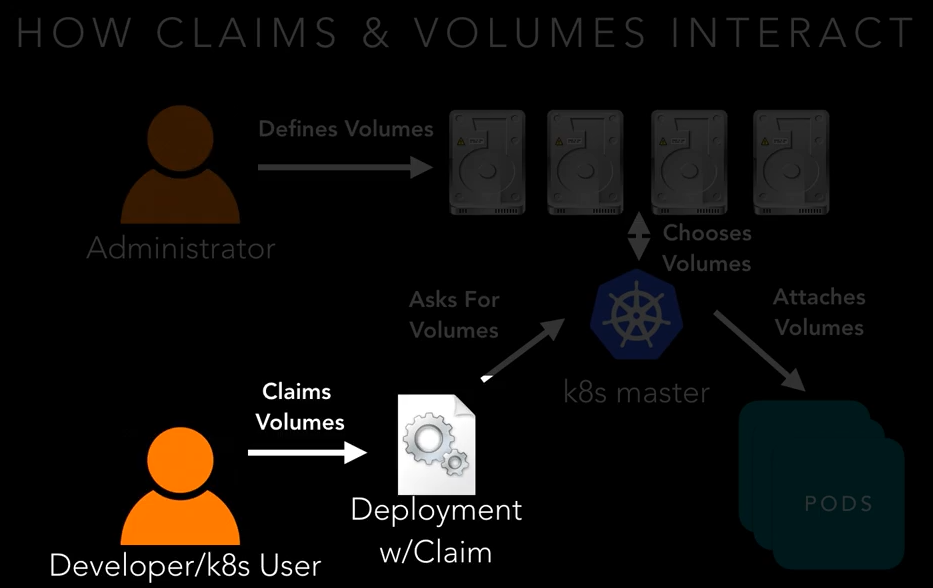 HOW CLAIMS & VOLUMES INTERACT
Defines Volumes
Administrator
Chooses
Volumes
Asks For
Volumes
Attaches
Volumes
k8s master
Claims
Volumes
PODS
Deployment
w/Claim
Developer/k8s User